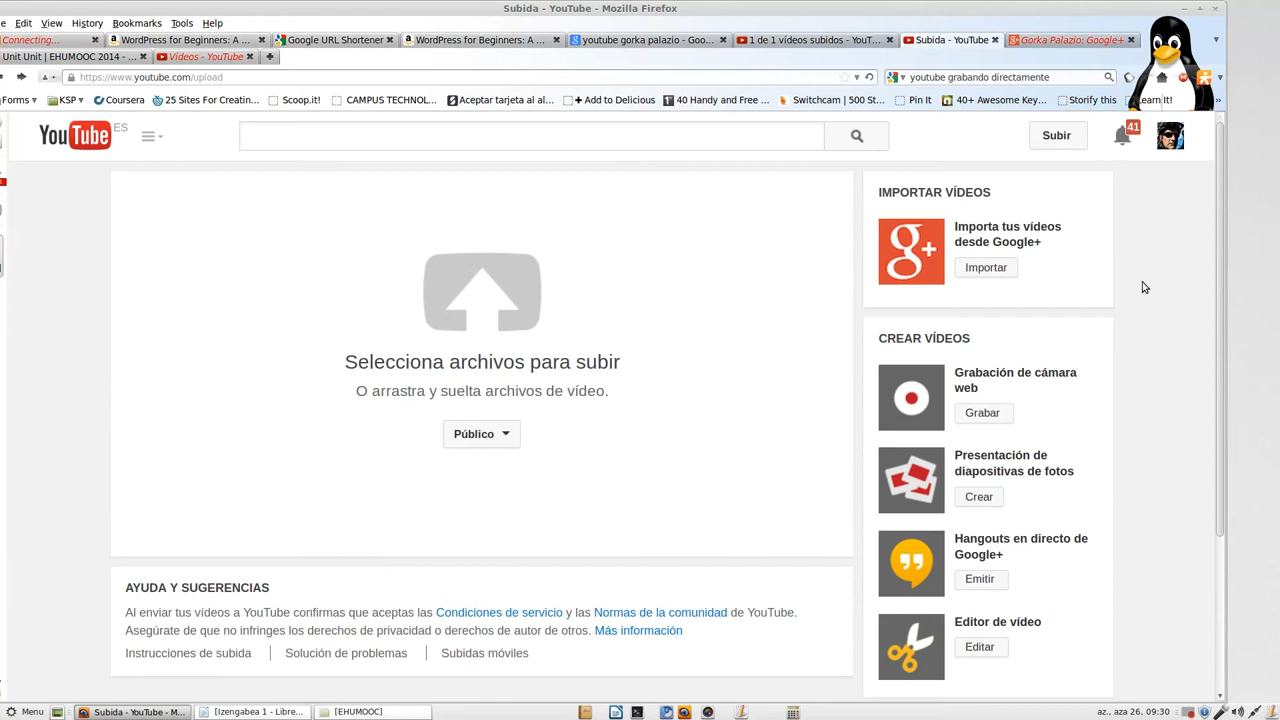 Subida - YouTube - Mozilla Firefox
Edit View History Bookmarks Tools Help
Connecting... WordPress for Beginners: A ... Google URL Shortener WordPress for Beginners: A ... youtube gorka palazio - Goo... 1 de 1 vídeos subidos - YouT... Subida - YouTube Gorka Palazio: Google+
Unit Unit | EHUMOOC 2014 - ... Vídeos - YouTube
https://www.youtube.com/upload youtube grabando directamente
Forms KSP Coursera 25 Sites For Creatin... Scoop.it! CAMPUS TECHNOL... Aceptar tarjeta al al... + Add to Delicious 40 Handy and Free ... Switchcam | 500 St... Pin It 40+ Awesome Key... Storify this Learn it! »
YouTube ES
Subir
41
Selecciona archivos para subir
O arrastra y suelta archivos de vídeo.
Público
AYUDA Y SUGERENCIAS
Al enviar tus vídeos a YouTube confirmas que aceptas las Condiciones de servicio y las Normas de la comunidad de YouTube.
Asegúrate de que no infringes los derechos de privacidad o derechos de autor de otros. Más información
Instrucciones de subida Solución de problemas Subidas móviles
IMPORTAR VÍDEOS
g+
Importa tus vídeos
desde Google+
Importar
CREAR VÍDEOS
Grabación de cámara
web
Grabar
Presentación de
diapositivas de fotos
Crear
Hangouts en directo de
Google+
Emitir
Editor de vídeo
Editar
Menu Subida - YouTube - M... [Izengabea 1 - Libre... [EHUMOOC] az., aza 26, 09:30